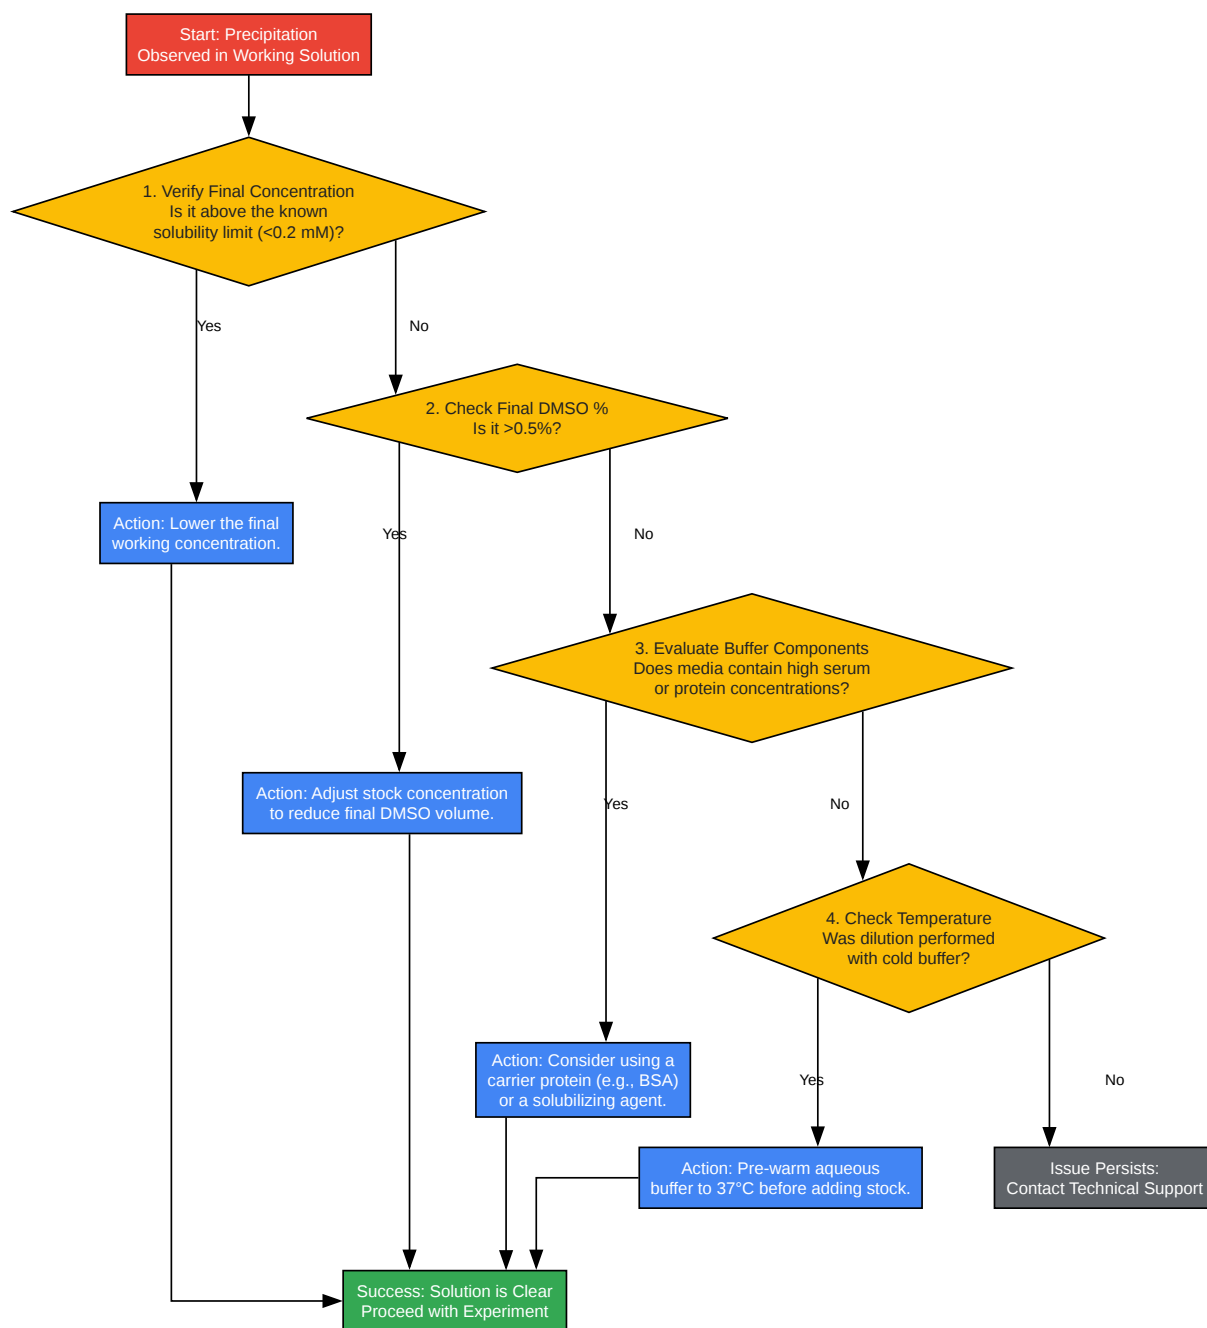 Start: Precipitation
Observed in Working Solution
1. Verify Final Concentration
Is it above the known
solubility limit (<0.2 mM)?
Yes
No
2. Check Final DMSO %
Is it >0.5%?
Action: Lower the final
working concentration.
Yes
No
3. Evaluate Buffer Components
Does media contain high serum
or protein concentrations?
Action: Adjust stock concentration
to reduce final DMSO volume.
Yes
No
4. Check Temperature
Was dilution performed
with cold buffer?
Action: Consider using a
carrier protein (e.g., BSA)
or a solubilizing agent.
Yes
No
Action: Pre-warm aqueous
buffer to 37°C before adding stock.
Issue Persists:
Contact Technical Support
Success: Solution is Clear
Proceed with Experiment